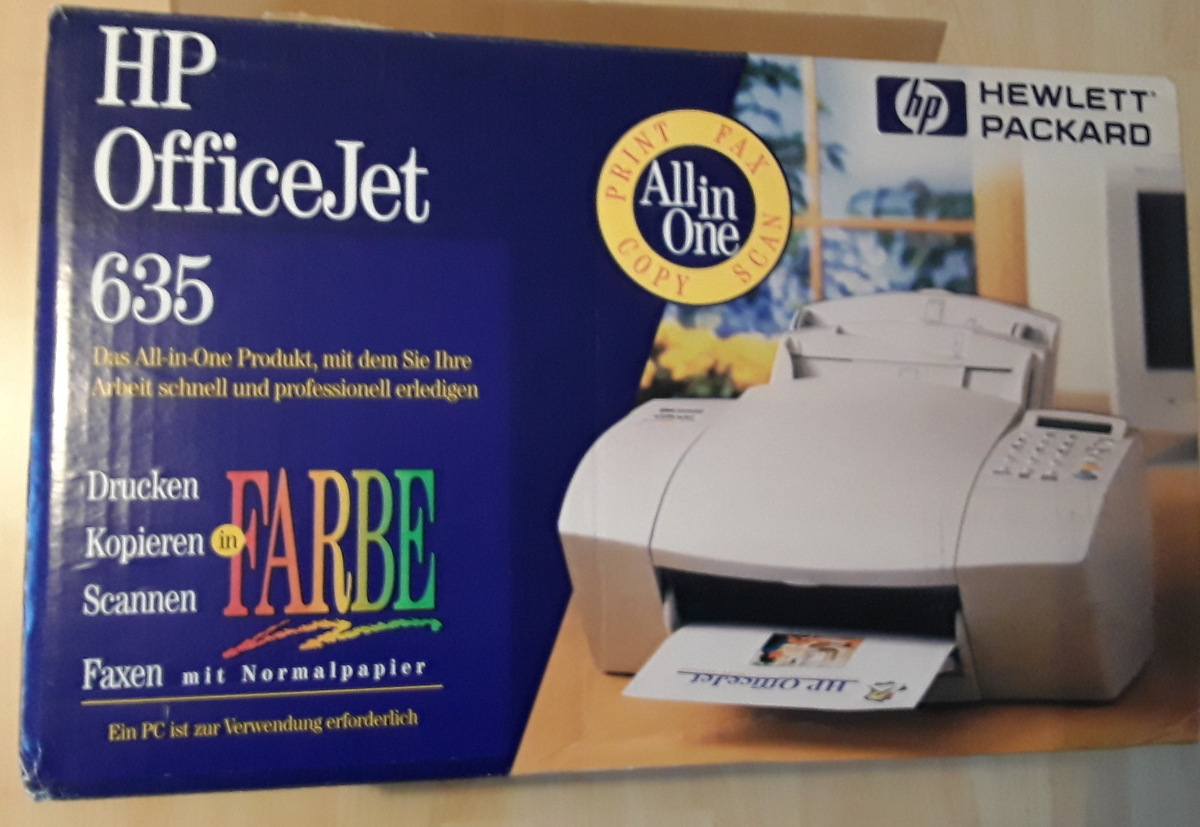 HP
OfficeJet
635
Das All-in-One Produkt, mit dem Sie Ihre
Arbeit schnell und professionell erledigen
Drucken
Kopieren in FARBE
Scannen
Faxen mit Normalpapier
Ein PC ist zur Verwendung erforderlich
PRINT FAX
All in
One
COPY SCAN
hp HEWLETT
PACKARD
HP OfficeJet